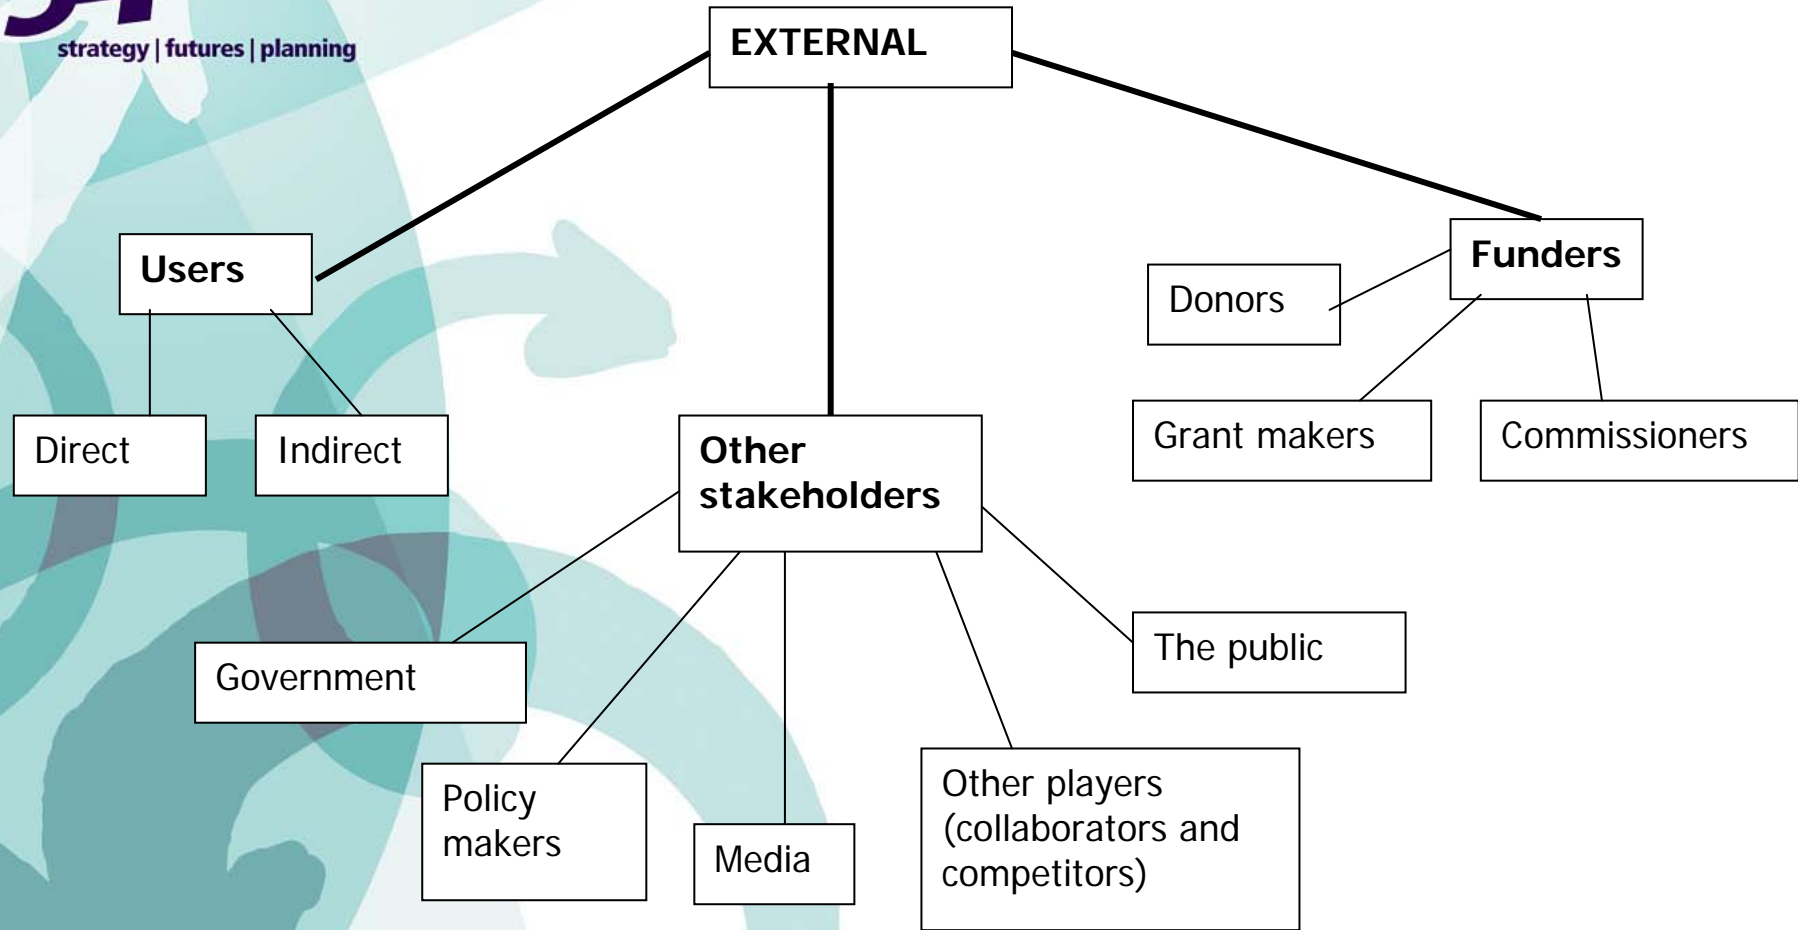 strategy | futures | planning
EXTERNAL
Users
Funders
Donors
Direct
Indirect
Other
stakeholders
Grant makers
Commissioners
Government
The public
Policy
makers
Media
Other players
(collaborators and
competitors)